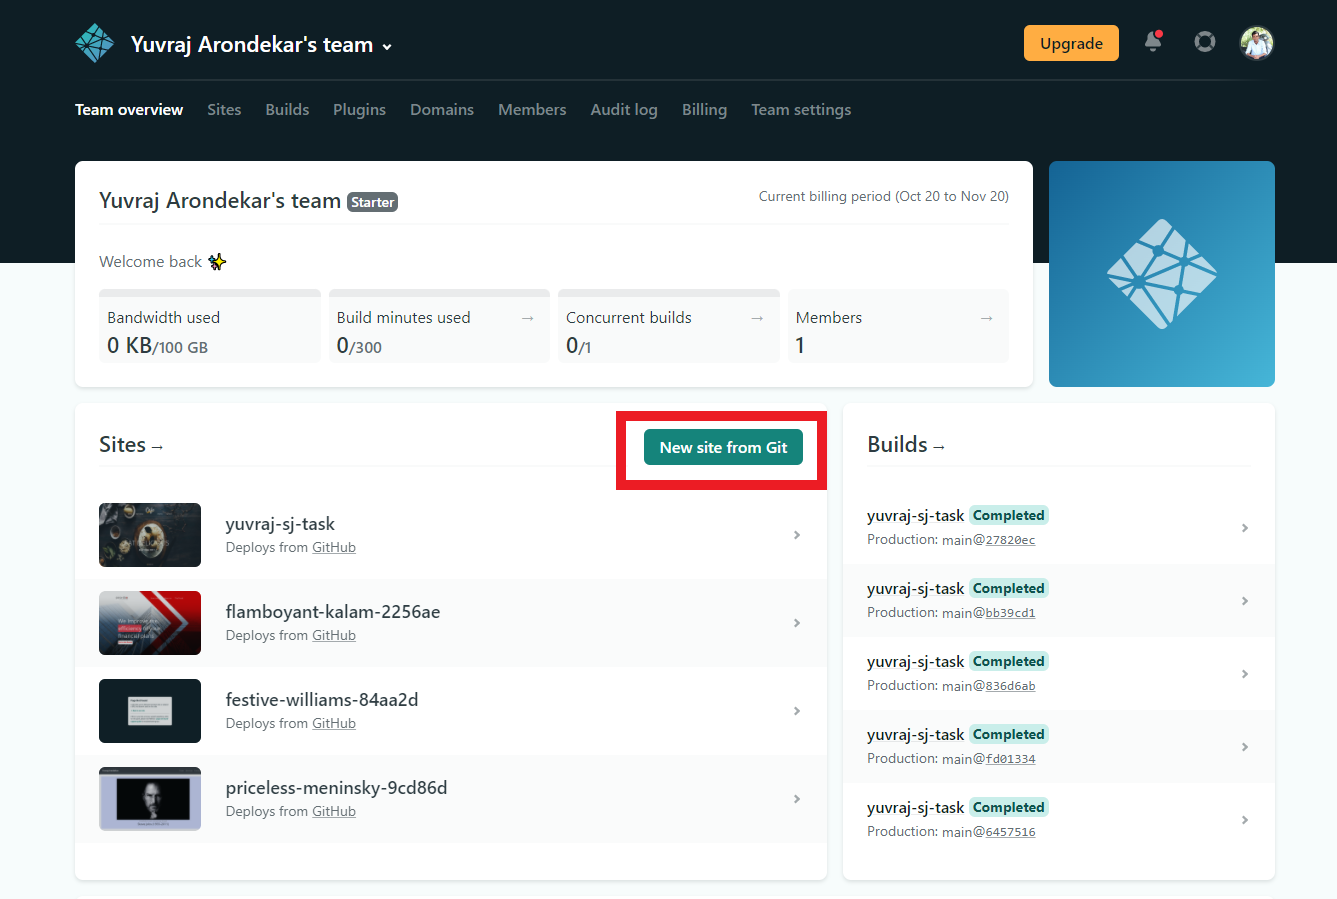 Yuvraj Arondekar's team
Upgrade
Team overview Sites Builds Plugins Domains Members Audit log Billing Team settings
Yuvraj Arondekar's team Starter
Current billing period (Oct 20 to Nov 20)
Welcome back
Bandwidth used
0 KB/100 GB
Build minutes used →
0/300
Concurrent builds →
0/1
Members →
1
Sites →
New site from Git
yuvraj-sj-task
Deploys from GitHub
flamboyant-kalam-2256ae
Deploys from GitHub
festive-williams-84aa2d
Deploys from GitHub
priceless-meninsky-9cd86d
Deploys from GitHub
Builds →
yuvraj-sj-task Completed
Production: main@27820ec
yuvraj-sj-task Completed
Production: main@bb39cd1
yuvraj-sj-task Completed
Production: main@836d6ab
yuvraj-sj-task Completed
Production: main@fd01334
yuvraj-sj-task Completed
Production: main@6457516